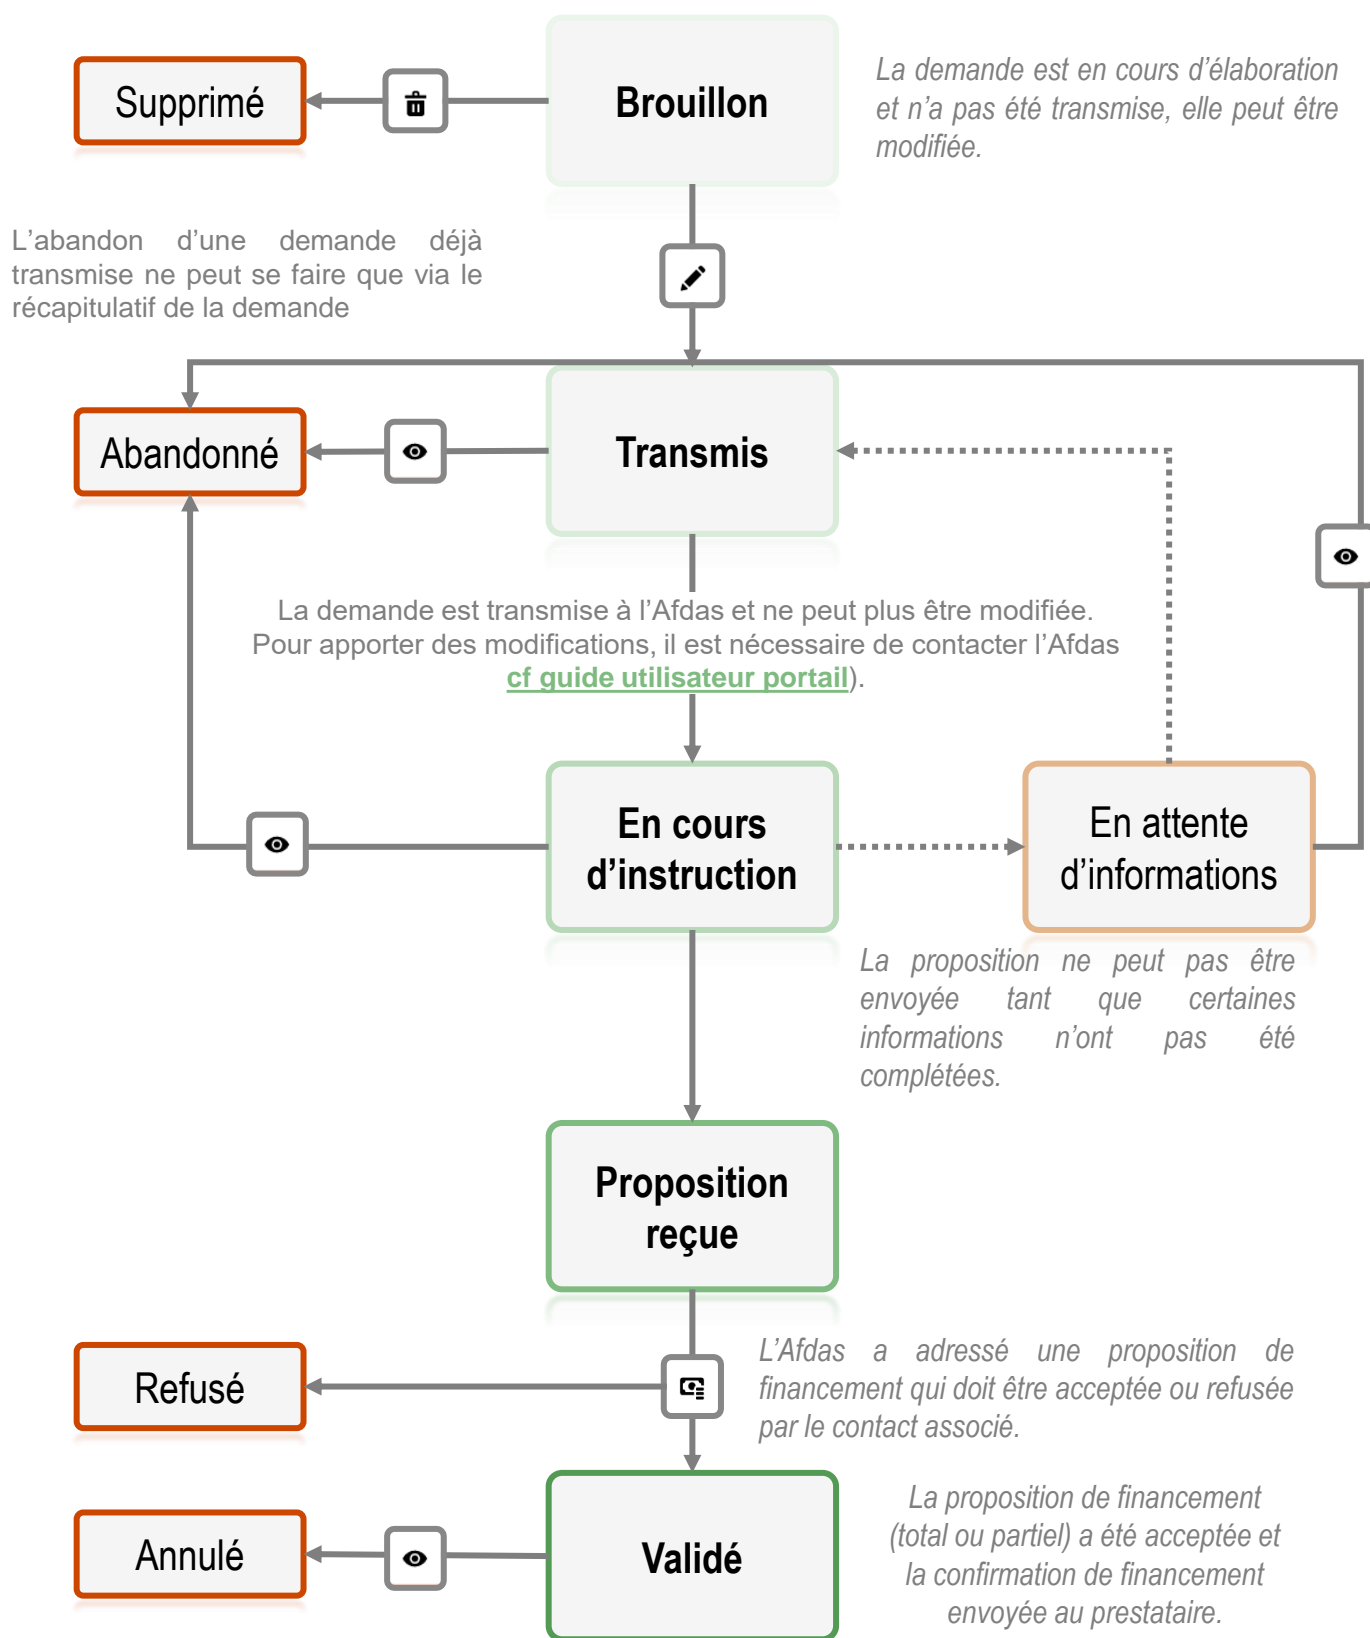 Supprimé
Brouillon
La demande est en cours d’élaboration
et n’a pas été transmise, elle peut être
modifiée.
L’abandon d’une demande déjà
transmise ne peut se faire que via le
récapitulatif de la demande
Abandonné
Transmis
La demande est transmise à l’Afdas et ne peut plus être modifiée.
Pour apporter des modifications, il est nécessaire de contacter l’Afdas
cf guide utilisateur portail).
En cours
d’instruction
En attente
d’informations
La proposition ne peut pas être
envoyée tant que certaines
informations n’ont pas été
complétées.
Proposition
reçue
Refusé
L’Afdas a adressé une proposition de
financement qui doit être acceptée ou refusée
par le contact associé.
Annulé
Validé
La proposition de financement
(total ou partiel) a été acceptée et
la confirmation de financement
envoyée au prestataire.